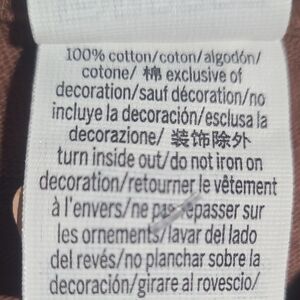 100% cotton/coton/algodón/
cotone/ 棉 exclusive of
decoration/sauf décoration/no
incluye la decoración/esclusa la
decorazione/ 装饰除外
turn inside out/do not iron on
decoration/retourner le vêtement
à l'envers/ne pas repasser sur
les ornements/lavar del lado
del revés/no planchar sobre la
decoración/girare al rovescio/